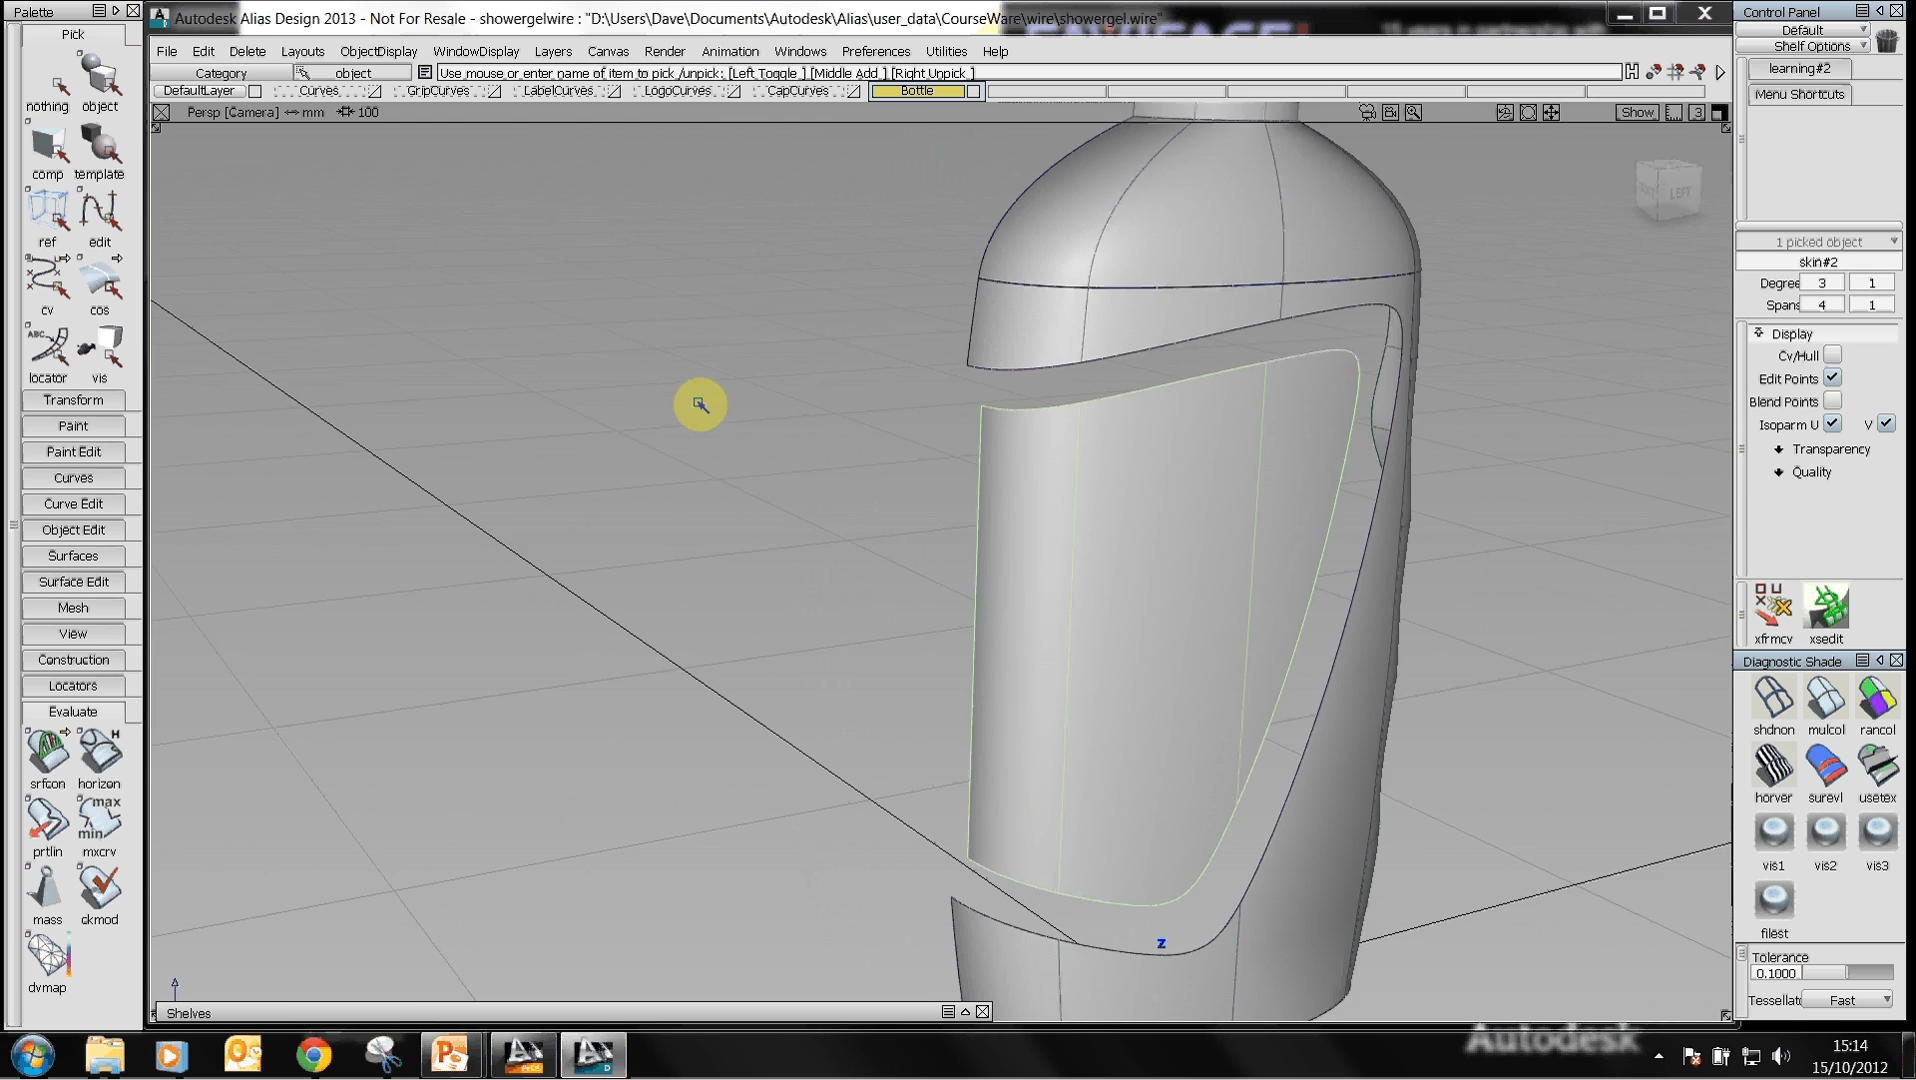 Palette
Autodesk Alias Design 2013 - Not For Resale - showergelwire : "D:\Users\Dave\Documents\Autodesk\Alias\user_data\CourseWare\wire\showergel.wire"
Control Panel
Pick
Default
Shelf Options
File Edit Delete Layouts ObjectDisplay WindowDisplay Layers Canvas Render Animation Windows Preferences Utilities Help
Category object Use mouse or enter name of item to pick /unpick: [Left Toggle ] [Middle Add ] [Right Unpick ]
learning#2
DefaultLayer Curves GripCurves LabelCurves LogoCurves CapCurves Bottle
Menu Shortcuts
nothing object
Persp [Camera] mm 100 Show 3
comp template
LEFT
ref edit
1 picked object
skin#2
Degree 3 1
Spans 4 1
cv cos
Display
Cv/Hull
ABC
Edit Points
locator vis
Blend Points
Transform
Isoparm U V
Paint
Transparency
Paint Edit
Quality
Curves
Curve Edit
Object Edit
Surfaces
Surface Edit
Mesh
View
xfrmcv xsedit
Construction
Diagnostic Shade
Locators
Evaluate
shdnon mulcol rancol
H
srfcon horizon
horver surevl usetex
max
min
prtlin mxcrv
vis1 vis2 vis3
mass ckmod
filest
z
Tolerance
0.1000
dvmap
Tessellat Fast
Shelves
Autodesk
15:14
15/10/2012